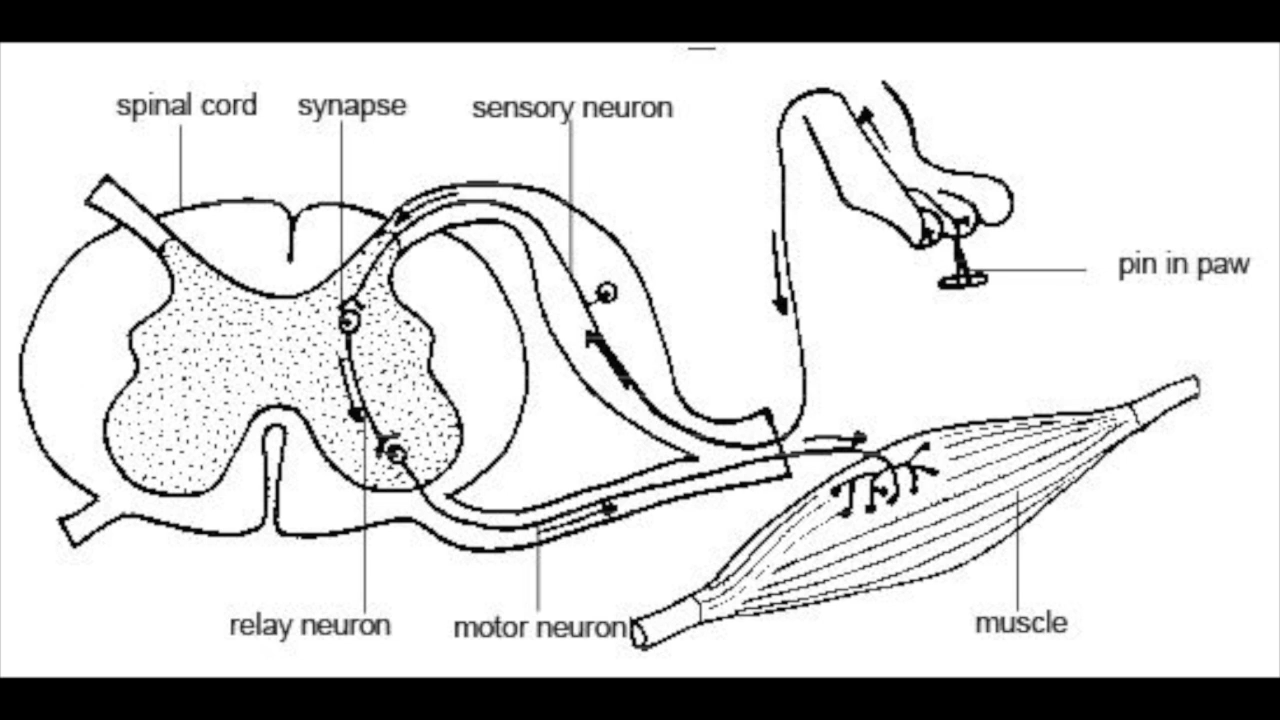 spinal cord
synapse
sensory neuron
pin in paw
relay neuron
motor neuron
muscle